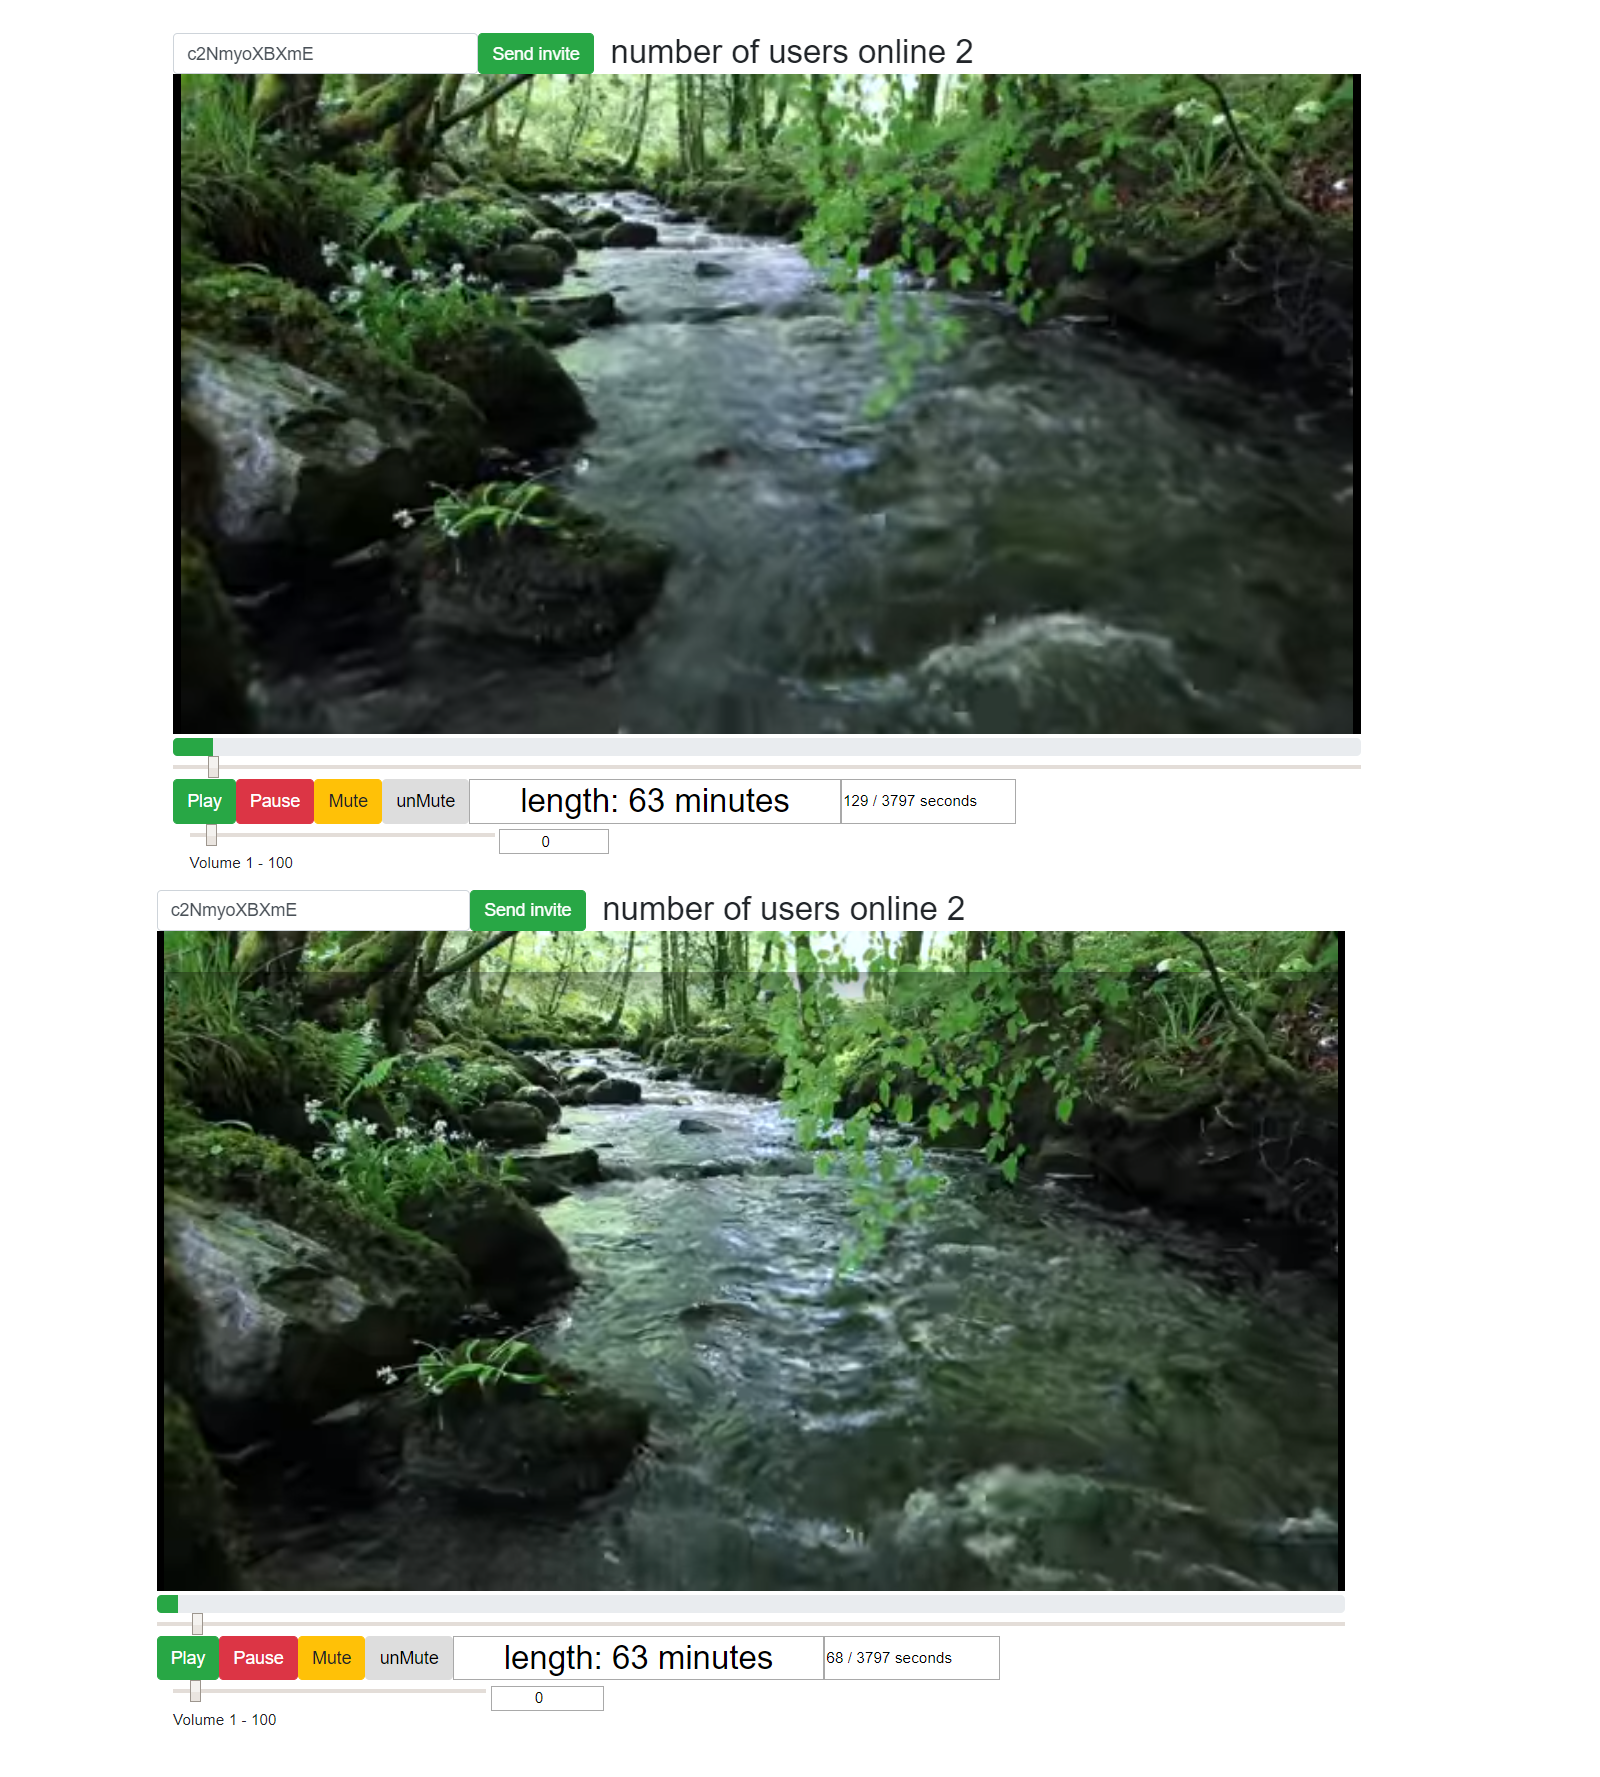 c2NmyoXBXmE Send invite number of users online 2
Play Pause Mute unMute length: 63 minutes 129 / 3797 seconds
0
Volume 1 - 100
c2NmyoXBXmE Send invite number of users online 2
Play Pause Mute unMute length: 63 minutes 68 / 3797 seconds
0
Volume 1 - 100